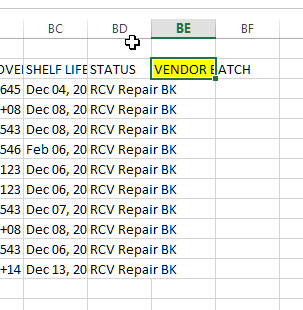 BC BD BE BF
OVEI SHELF LIFE STATUS VENDOR BATCH
645 Dec 04, 20 RCV Repair BK
+08 Dec 08, 20 RCV Repair BK
543 Dec 08, 20 RCV Repair BK
546 Feb 06, 20 RCV Repair BK
123 Dec 06, 20 RCV Repair BK
123 Dec 06, 20 RCV Repair BK
543 Dec 07, 20 RCV Repair BK
+08 Dec 08, 20 RCV Repair BK
543 Dec 06, 20 RCV Repair BK
+14 Dec 13, 20 RCV Repair BK